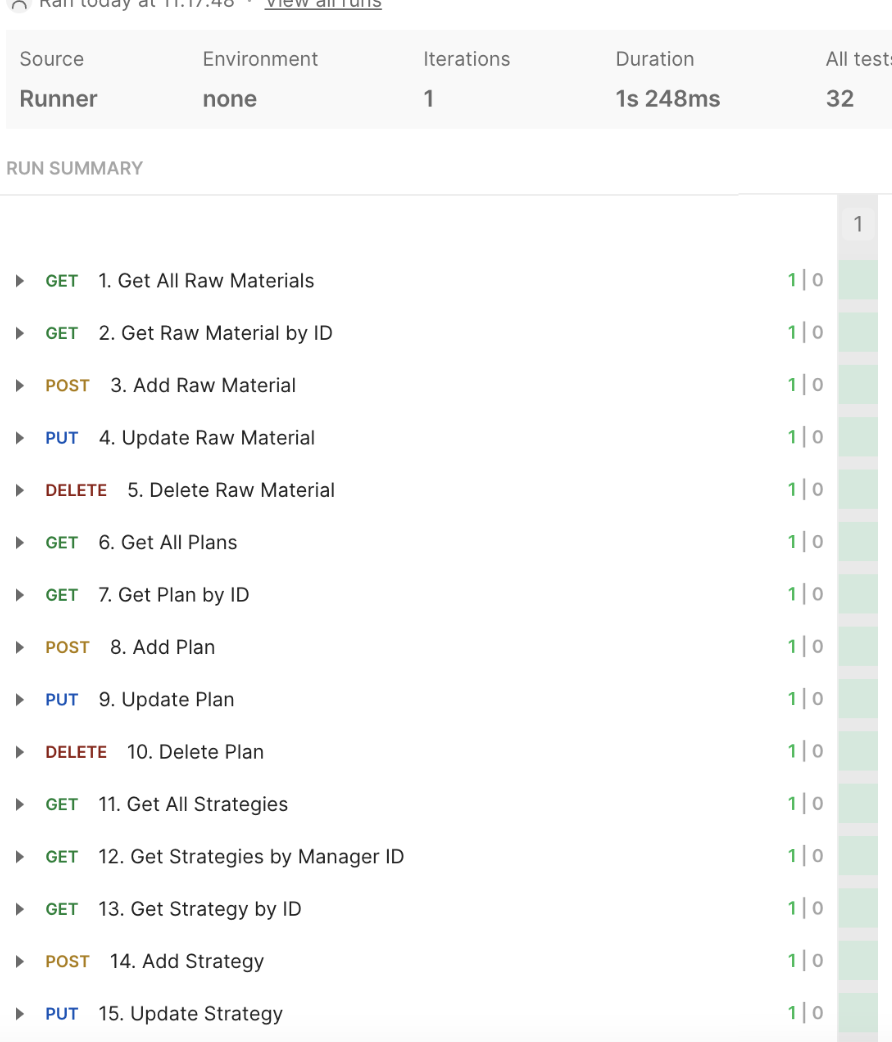 Ran today at 11:17:48 · View all runs
Source Environment Iterations Duration All tests
Runner none 1 1s 248ms 32
RUN SUMMARY
1
GET 1. Get All Raw Materials 1 | 0
GET 2. Get Raw Material by ID 1 | 0
POST 3. Add Raw Material 1 | 0
PUT 4. Update Raw Material 1 | 0
DELETE 5. Delete Raw Material 1 | 0
GET 6. Get All Plans 1 | 0
GET 7. Get Plan by ID 1 | 0
POST 8. Add Plan 1 | 0
PUT 9. Update Plan 1 | 0
DELETE 10. Delete Plan 1 | 0
GET 11. Get All Strategies 1 | 0
GET 12. Get Strategies by Manager ID 1 | 0
GET 13. Get Strategy by ID 1 | 0
POST 14. Add Strategy 1 | 0
PUT 15. Update Strategy 1 | 0